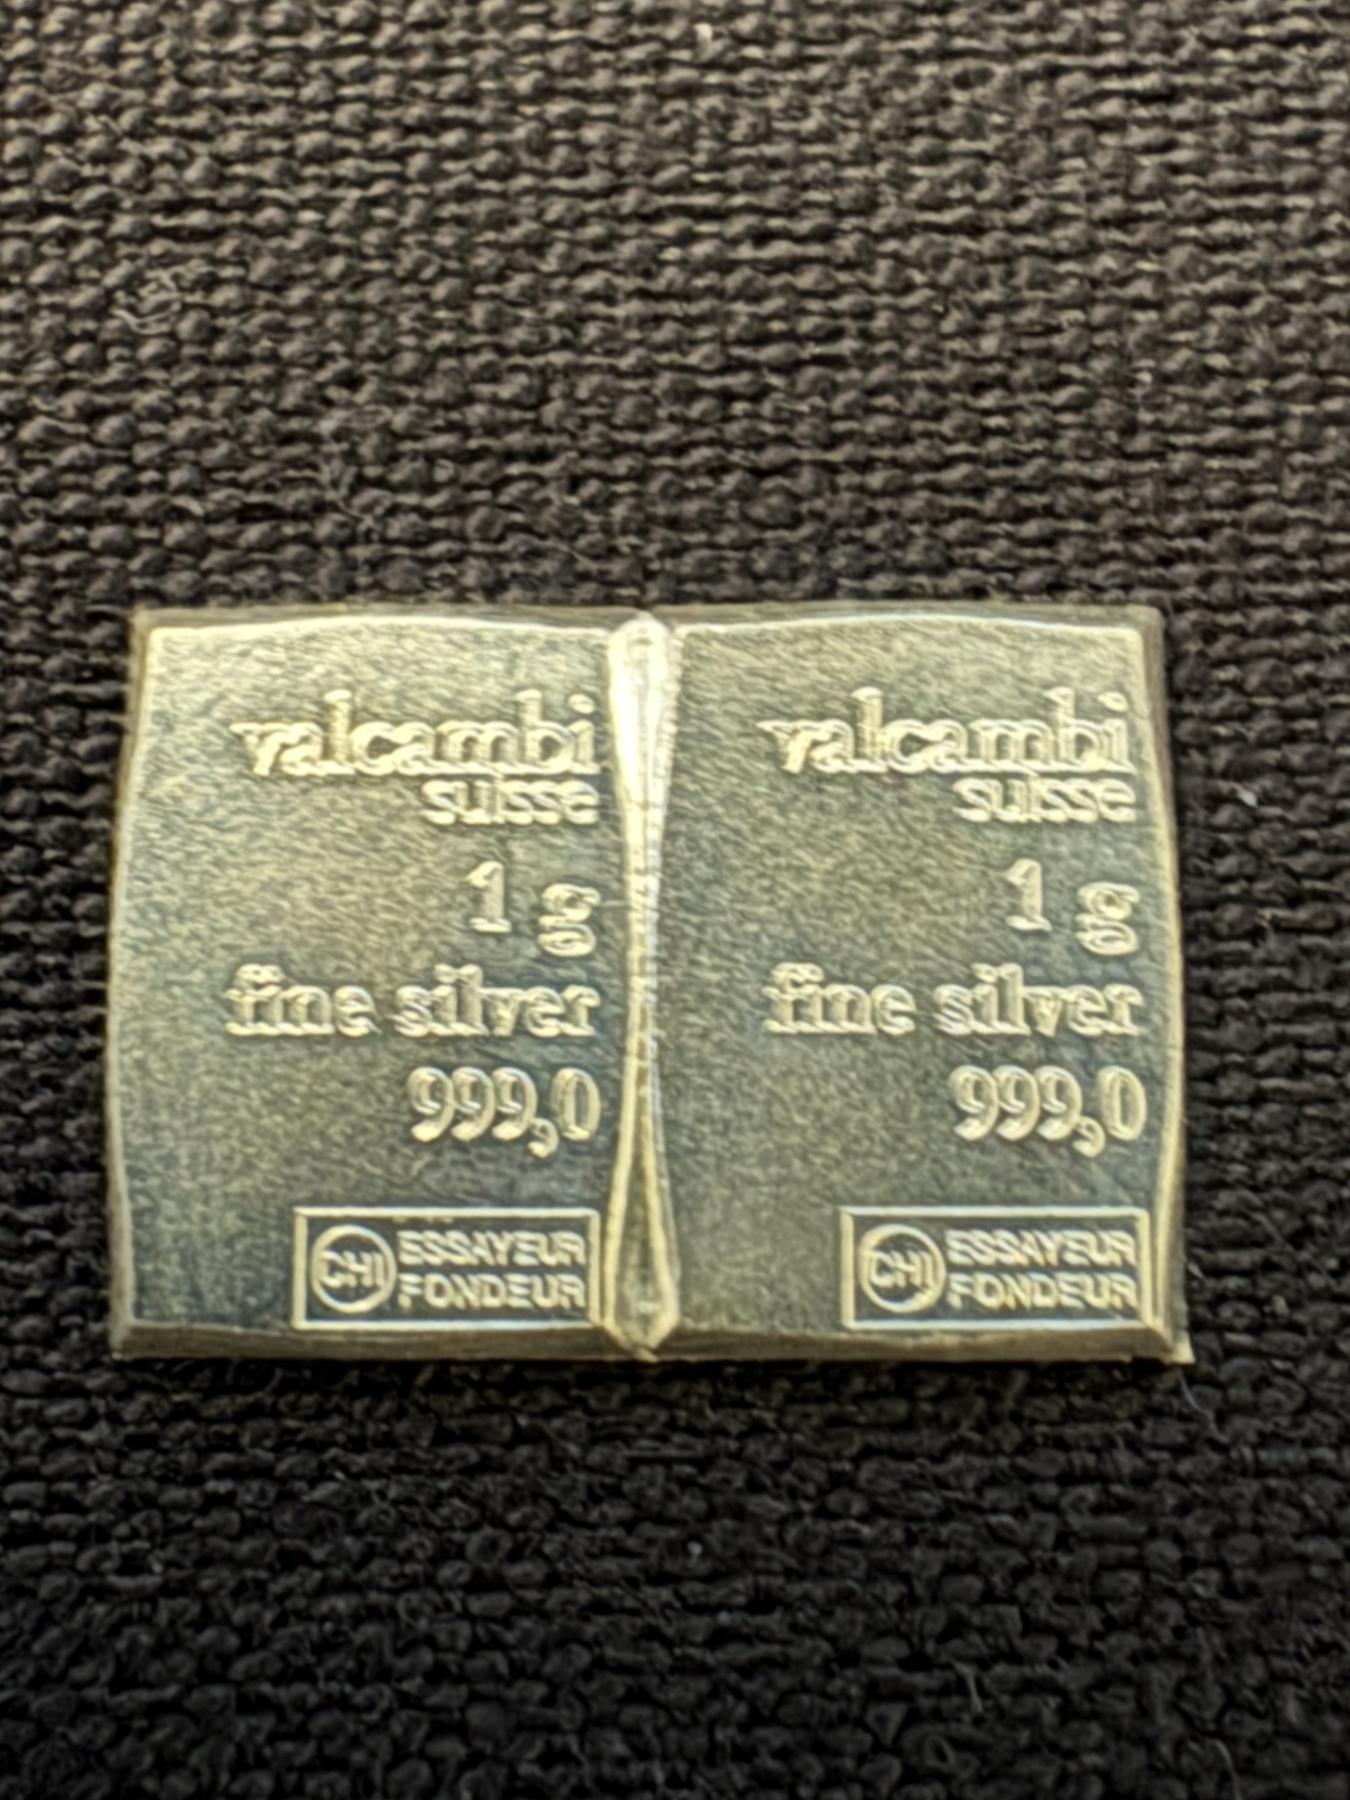 valcambi
suisse
1 g
fine silver
999,0
CHI ESSAYEUR
FONDEUR
valcambi
suisse
1 g
fine silver
999,0
CHI ESSAYEUR
FONDEUR